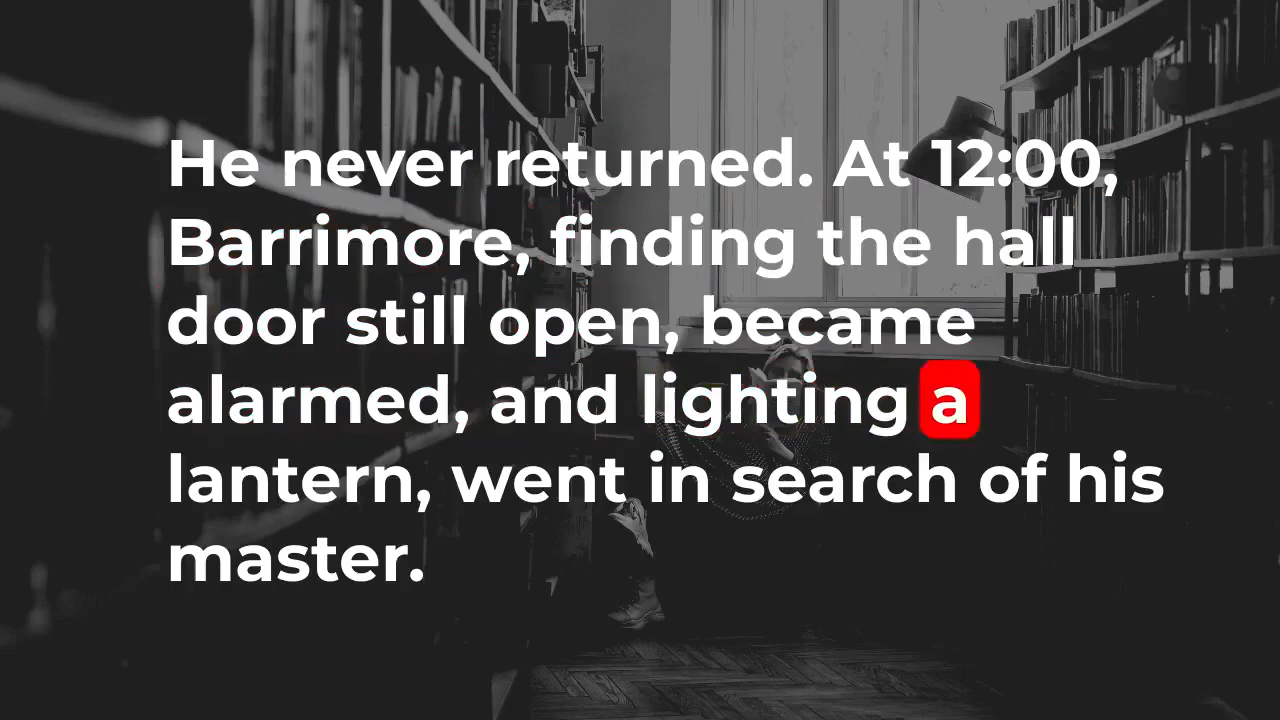 He never returned. At 12:00,
Barrimore, finding the hall
door still open, became
alarmed, and lighting a
lantern, went in search of his
master.